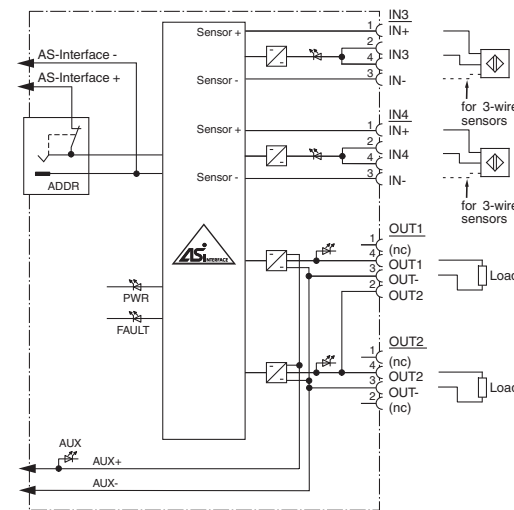 IN3
1 IN+
Sensor +
2
IN3
4
3 IN-
Sensor -
AS-Interface -
AS-Interface +
ADDR
for 3-wire
sensors
IN4
1 IN+
Sensor +
2
IN4
4
3 IN-
Sensor -
for 3-wire
sensors
ASi INTERFACE
OUT1
1 (nc)
4 OUT1
3 OUT-
2 OUT2
Load
PWR
FAULT
OUT2
1 (nc)
4 OUT2
3 OUT-
2 (nc)
Load
AUX
AUX+
AUX-